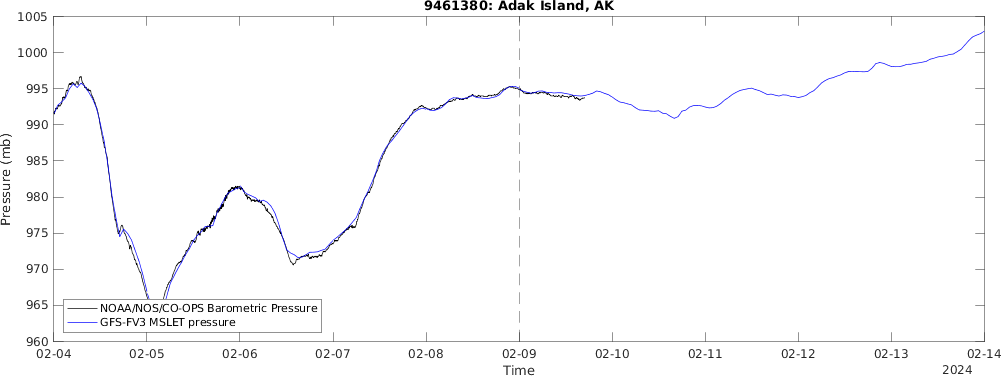 9461380: Adak Island, AK
Pressure (mb)
1005
1000
995
990
985
980
975
970
965
960
NOAA/NOS/CO-OPS Barometric Pressure
GFS-FV3 MSLET pressure
02-04 02-05 02-06 02-07 02-08 02-09 02-10 02-11 02-12 02-13 02-14
Time
2024